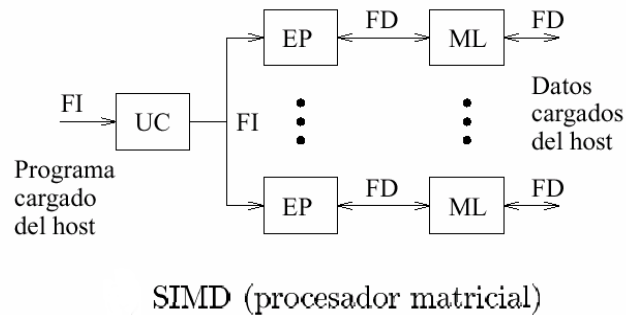 EP
FD
ML
FD
FI
UC
FI
Programa
cargado
del host
Datos
cargados
del host
EP
FD
ML
FD
SIMD (procesador matricial)